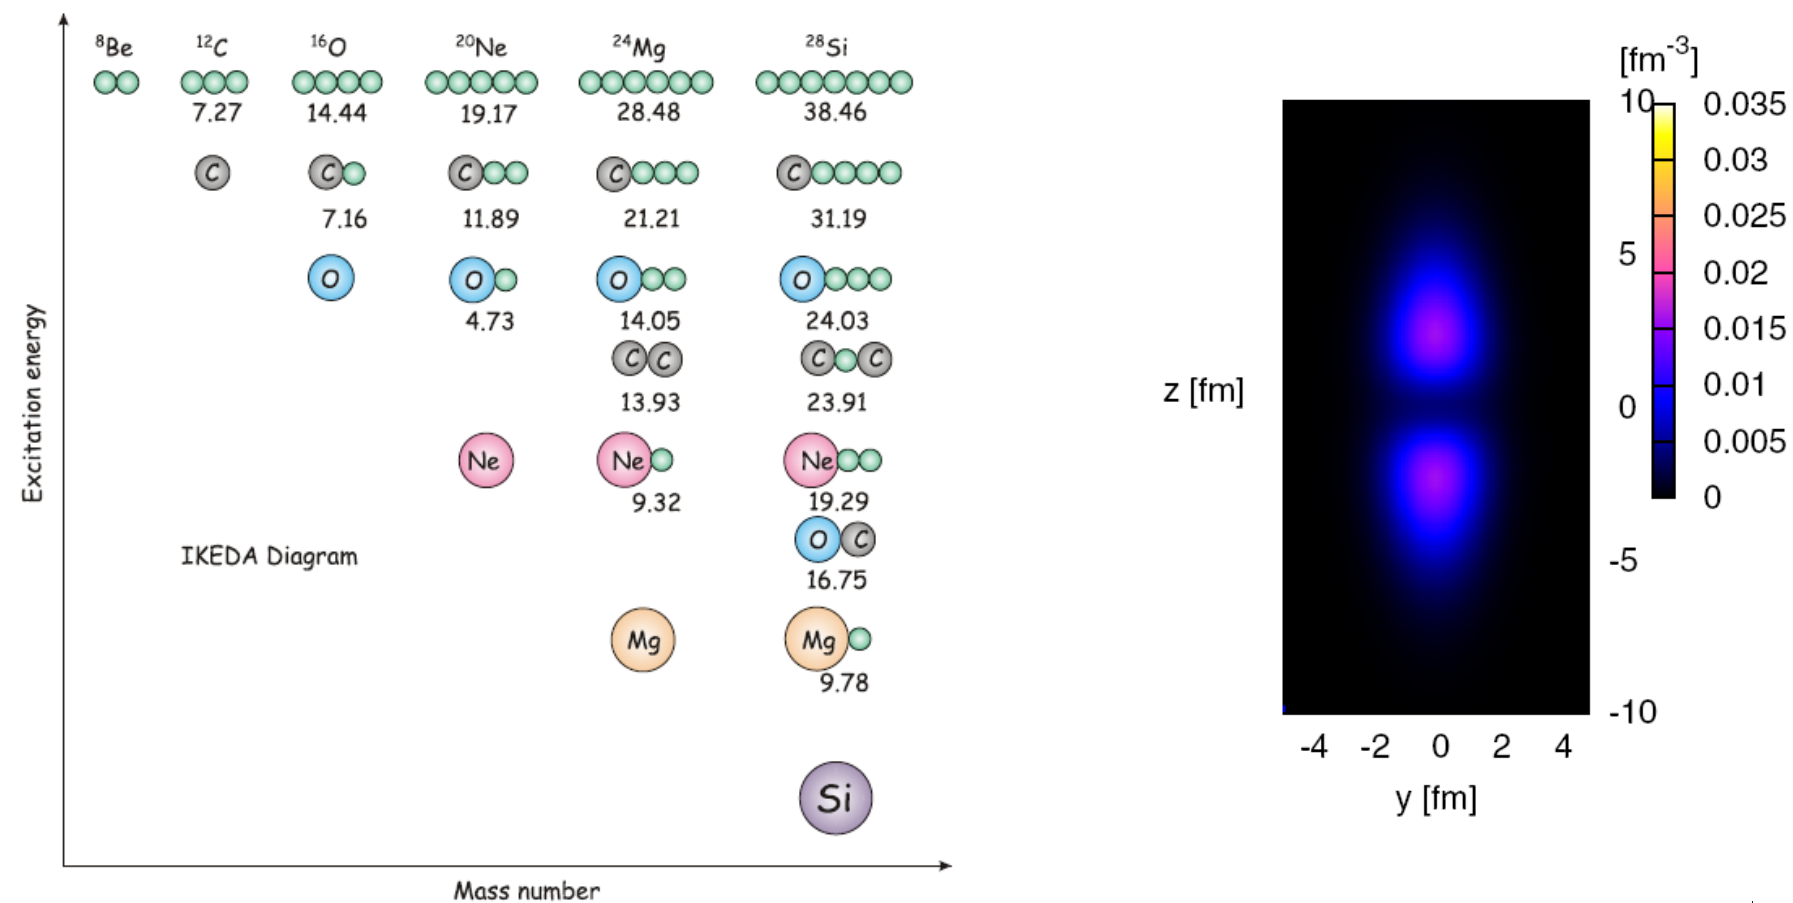 ⁸Be ¹²C ¹⁶O ²⁰Ne ²⁴Mg ²⁸Si
7.27 14.44 19.17 28.48 38.46
C C C C C
7.16 11.89 21.21 31.19
O O O O
4.73 14.05 24.03
C C C C
13.93 23.91
Ne Ne Ne
9.32 19.29
O C
16.75
IKEDA Diagram
Mg Mg
9.78
Si
Excitation energy
Mass number
[fm⁻³]
10 0.035
0.03
0.025
5
0.02
0.015
z [fm]
0.01
0
0.005
0
-5
-10
-4 -2 0 2 4
y [fm]